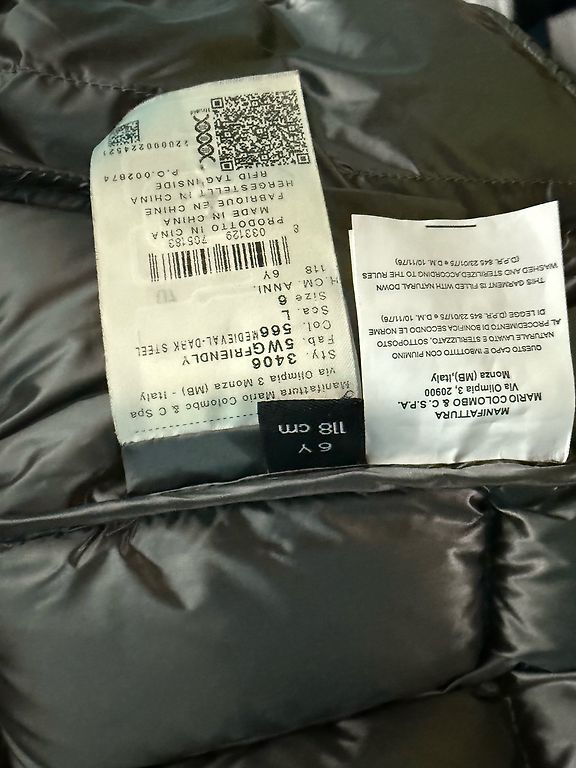 Manifattura Mario Colombo & C Spa
via Olimpia 3 Monza (MB) - Italy
Sty. 3406
Fab. 5WGFRIENDLY
Col. 566 MEDIEVAL-DARK STEEL
Sca. L
Size 6
H.CM. ANNI.
118 6Y
8 033129 705183
PRODOTTO IN CINA
MADE IN CHINA
FABRIQUE EN CHINE
HERGESTELLT IN CHINA
RFID TAG INSIDE
P.O.002874
2200000224521
6 Y
118 cm
MANIFATTURA
MARIO COLOMBO & C.S.P.A.
Via Olimpia, 3, 20900
Monza (MB), Italy
QUESTO CAPO E' IMBOTTITO CON PIUMINO
NATURALE LAVATO E STERILIZZATO, SOTTOPOSTO
AL PROCEDIMENTO DI BONIFICA SECONDO LE NORME
DI LEGGE (D.P.R. 845 23/01/75 e D.M. 10/11/76)
THIS GARMENT IS FILLED WITH NATURAL DOWN
WASHED AND STERILIZED ACCORDING TO THE RULES
(D.P.R. 845 23/01/75 e D.M. 10/11/76)